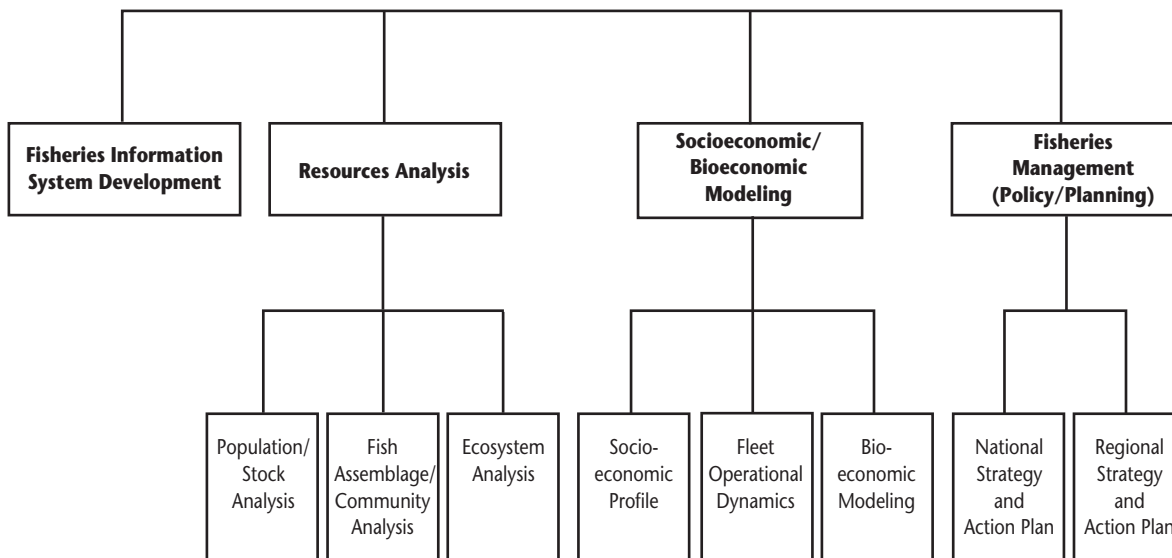 Fisheries Information
System Development
Resources Analysis
Socioeconomic/
Bioeconomic
Modeling
Fisheries
Management
(Policy/Planning)
Population/
Stock
Analysis
Fish
Assemblage/
Community
Analysis
Ecosystem
Analysis
Socio-
economic
Profile
Fleet
Operational
Dynamics
Bio-
economic
Modeling
National
Strategy
and
Action Plan
Regional
Strategy
and
Action Plan